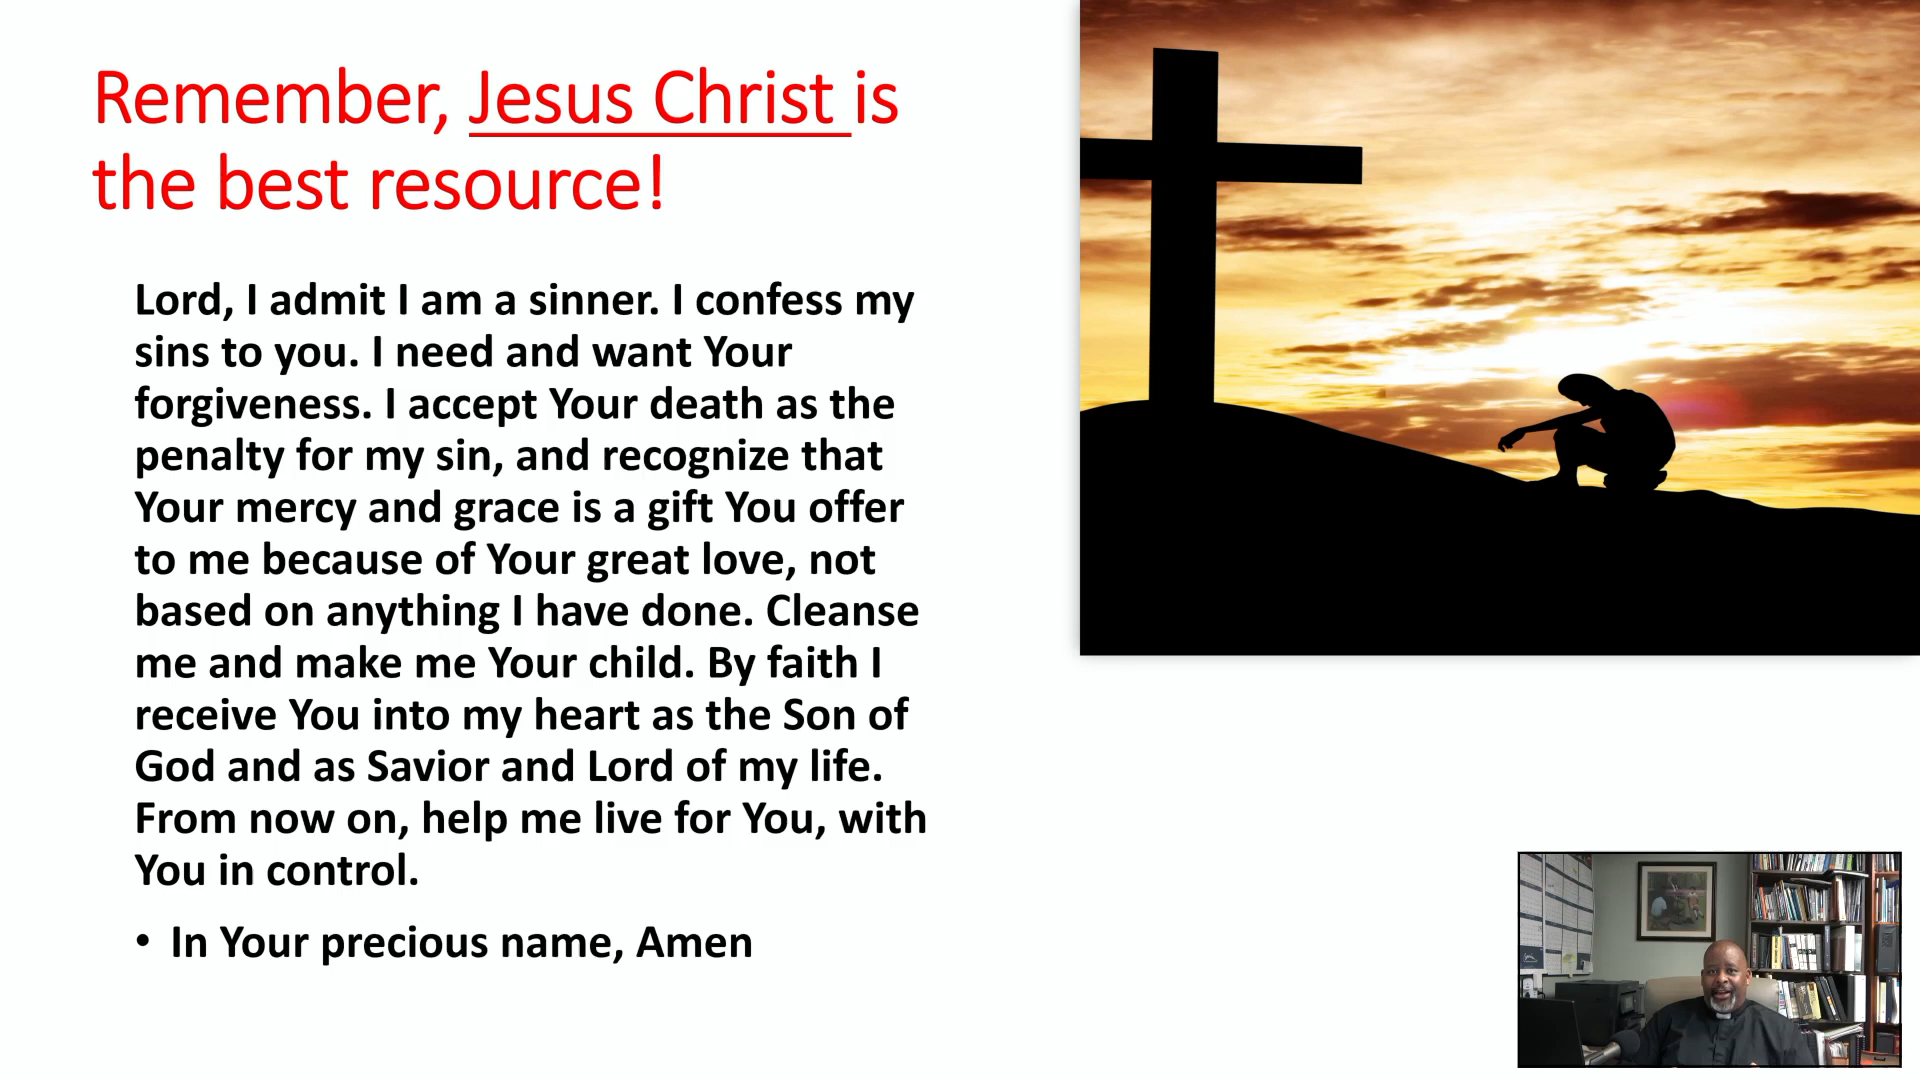 Remember, Jesus Christ is
the best resource!
Lord, I admit I am a sinner. I confess my
sins to you. I need and want Your
forgiveness. I accept Your death as the
penalty for my sin, and recognize that
Your mercy and grace is a gift You offer
to me because of Your great love, not
based on anything I have done. Cleanse
me and make me Your child. By faith I
receive You into my heart as the Son of
God and as Savior and Lord of my life.
From now on, help me live for You, with
You in control.
• In Your precious name, Amen